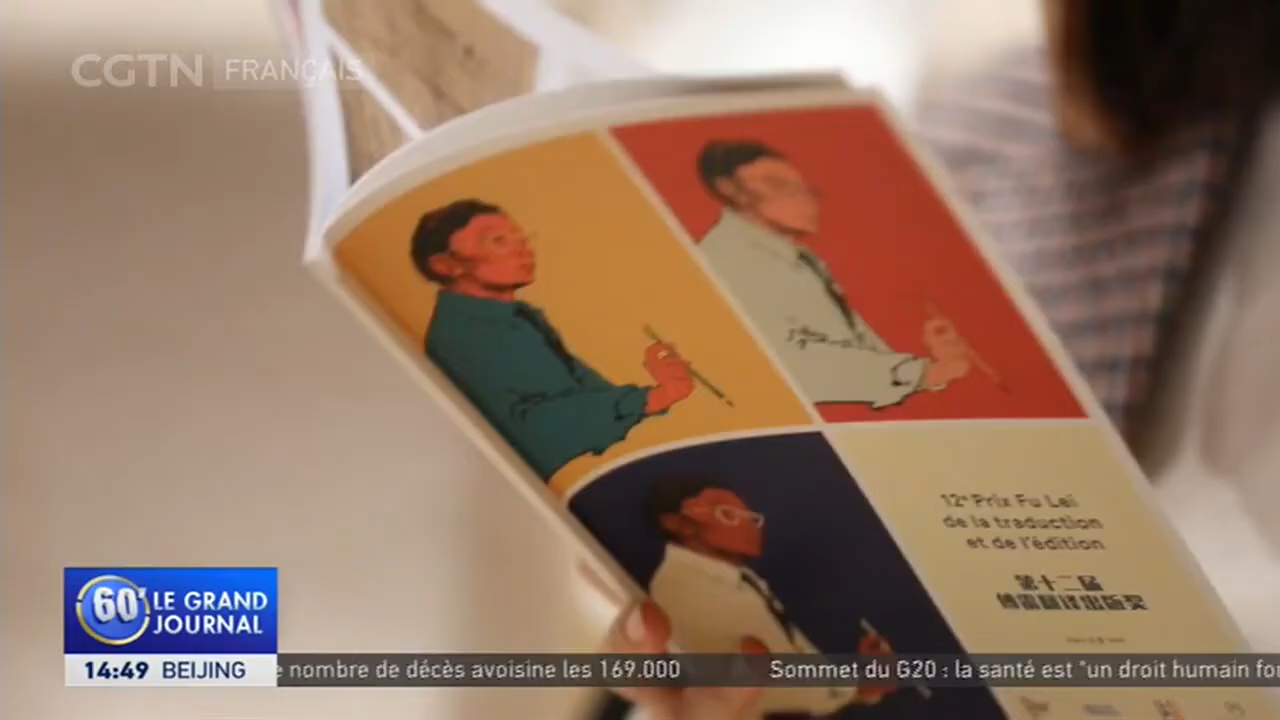 CGTN FRANÇAIS
12e Prix Fu Lei
de la traduction
et de l'édition
第十二届
傅雷翻译出版奖
60' LE GRAND
JOURNAL
14:49 BEIJING
e nombre de décès avoisine les 169.000 Sommet du G20 : la santé est "un droit humain fon